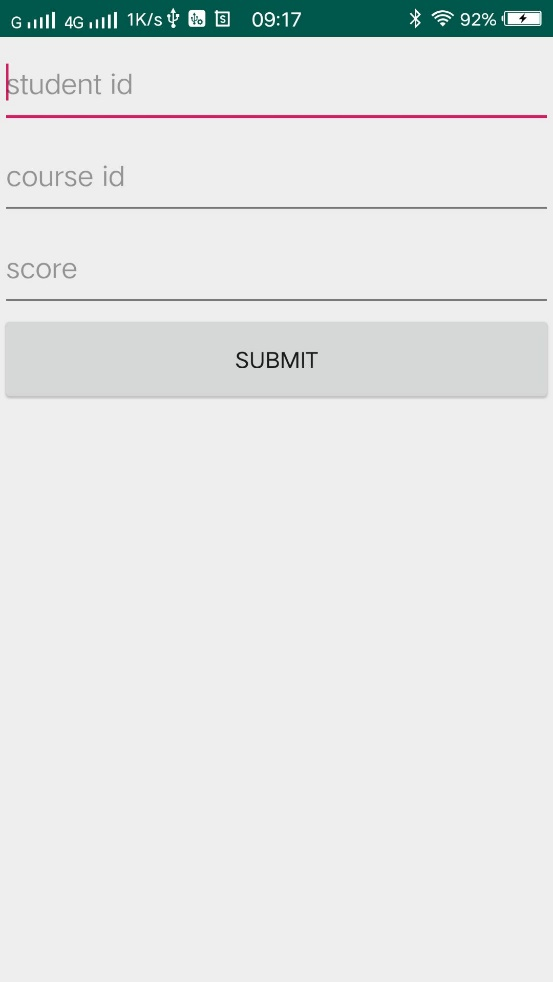 G 4G 1K/s 09:17 92%
student id
course id
score
SUBMIT